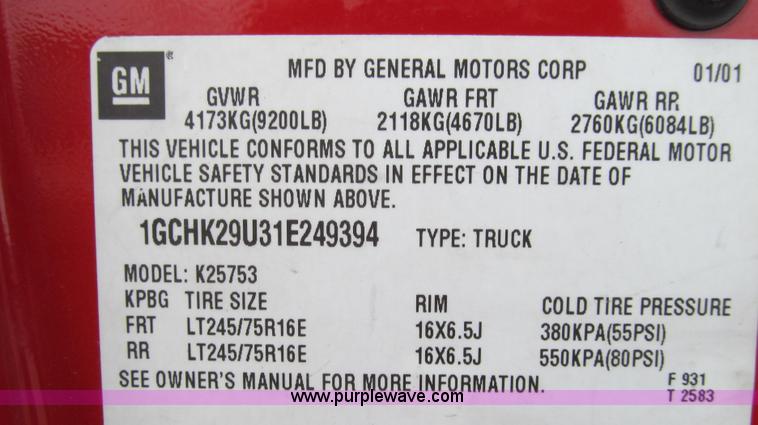 GM ® MFD BY GENERAL MOTORS CORP 01/01
GVWR GAWR FRT GAWR RR
4173KG(9200LB) 2118KG(4670LB) 2760KG(6084LB)
THIS VEHICLE CONFORMS TO ALL APPLICABLE U.S. FEDERAL MOTOR
VEHICLE SAFETY STANDARDS IN EFFECT ON THE DATE OF
MANUFACTURE SHOWN ABOVE.
1GCHK29U31E249394 TYPE: TRUCK
MODEL: K25753
KPBG TIRE SIZE RIM COLD TIRE PRESSURE
FRT LT245/75R16E 16X6.5J 380KPA(55PSI)
RR LT245/75R16E 16X6.5J 550KPA(80PSI)
SEE OWNER'S MANUAL FOR MORE INFORMATION. F 931
T 2583
www.purplewave.com